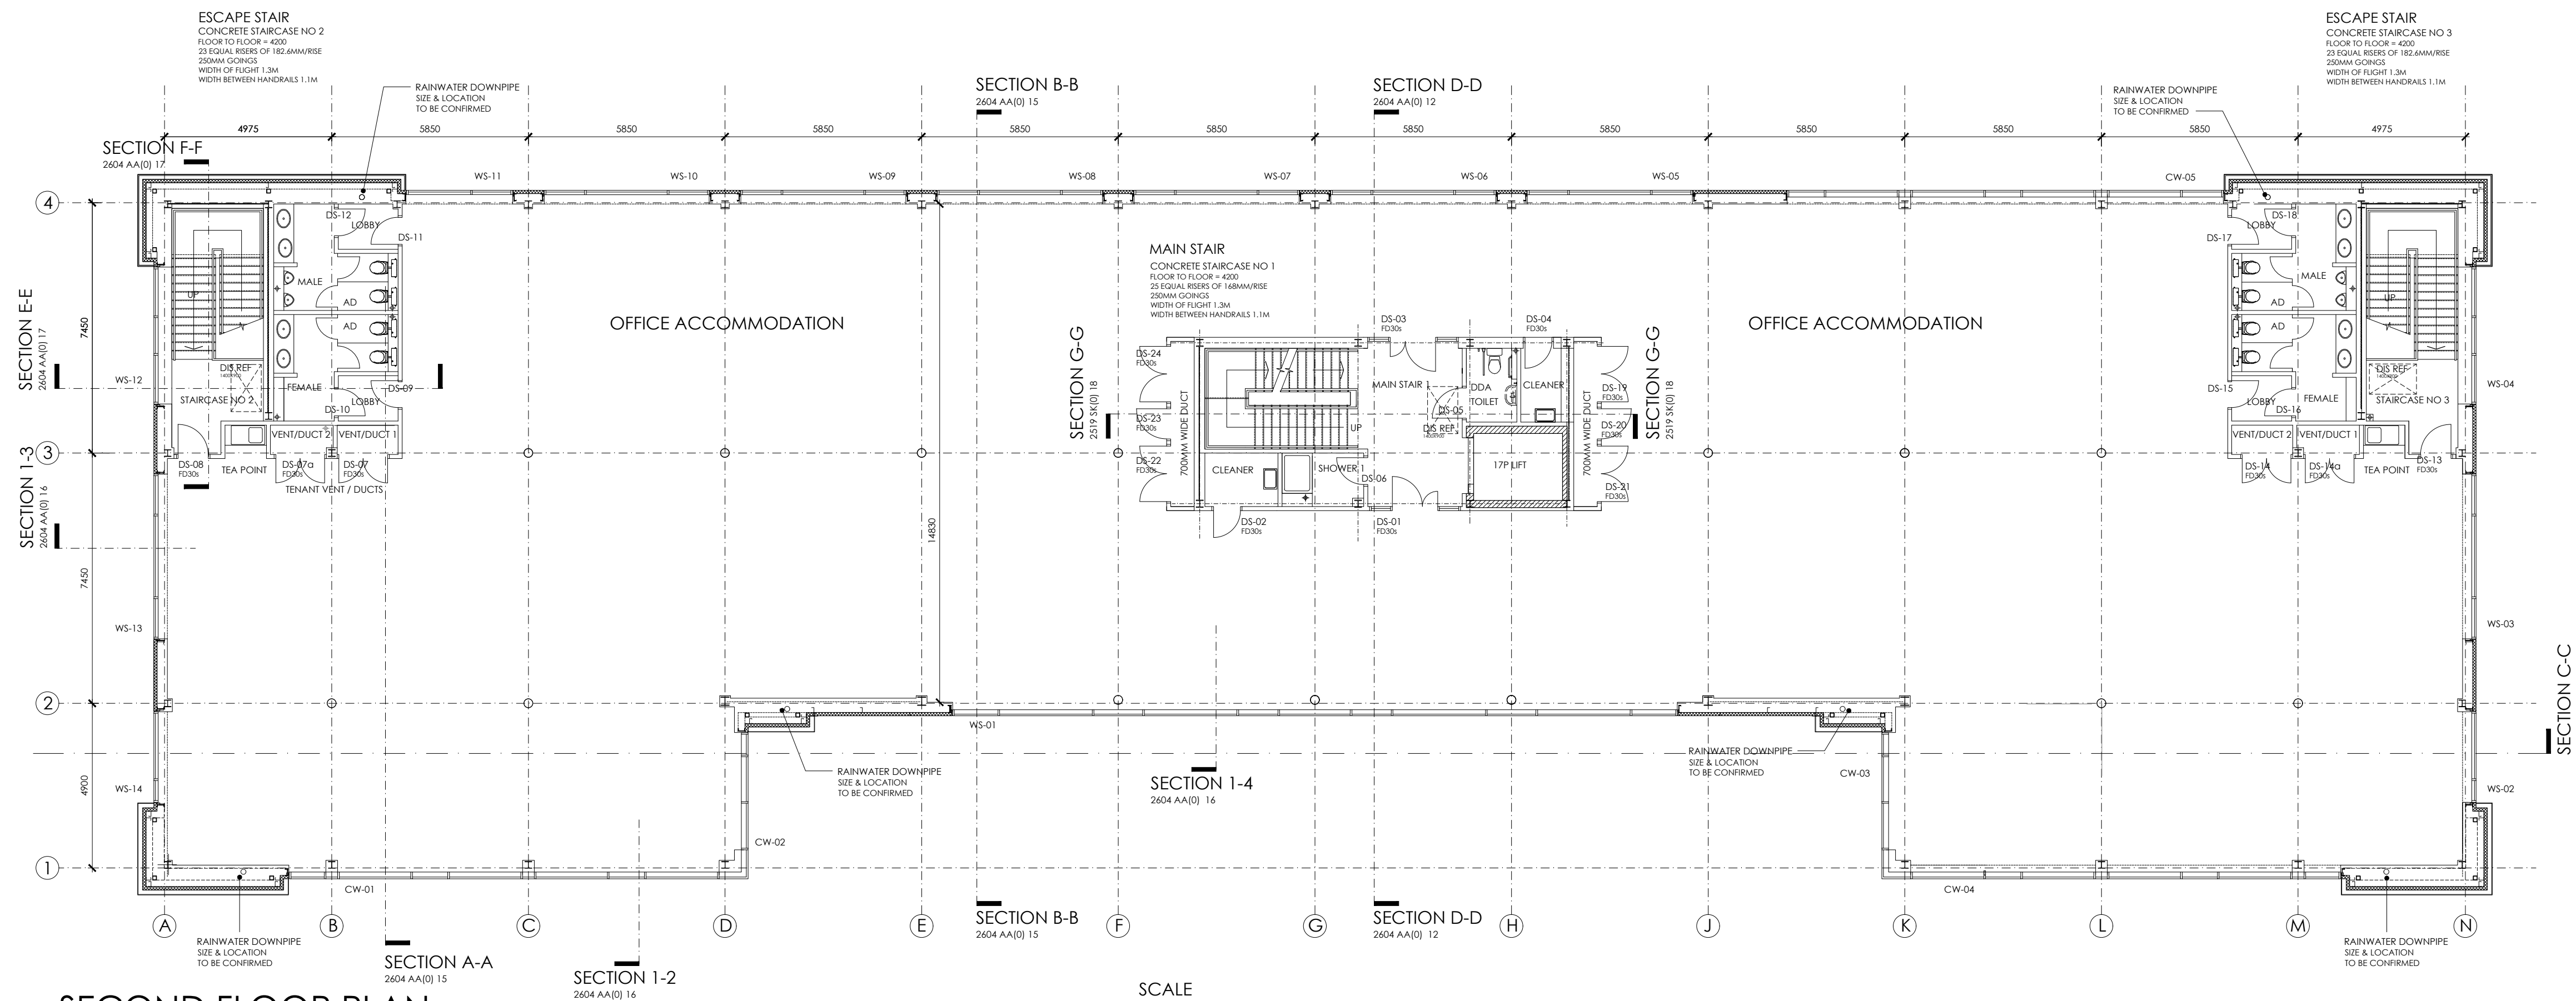 ESCAPE STAIR
CONCRETE STAIRCASE NO 2
FLOOR TO FLOOR = 4200
23 EQUAL RISERS OF 182.6MM/RISE
250MM GOINGS
WIDTH OF FLIGHT 1.3M
WIDTH BETWEEN HANDRAILS 1.1M
RAINWATER DOWNPIPE
SIZE & LOCATION
TO BE CONFIRMED
SECTION B-B
2604 AA(0) 15
SECTION D-D
2604 AA(0) 12
RAINWATER DOWNPIPE
SIZE & LOCATION
TO BE CONFIRMED
ESCAPE STAIR
CONCRETE STAIRCASE NO 3
FLOOR TO FLOOR = 4200
23 EQUAL RISERS OF 182.6MM/RISE
250MM GOINGS
WIDTH OF FLIGHT 1.3M
WIDTH BETWEEN HANDRAILS 1.1M
4975 5850 5850 5850 5850 5850 5850 5850 5850 5850 5850 4975
SECTION F-F
2604 AA(0) 17
WS-11 WS-10 WS-09 WS-08 WS-07 WS-06 WS-05 CW-05
4
DS-12
LOBBY
DS-11
MALE
AD
AD
UP
FEMALE
DS-09
LOBBY
DS-10
DIS REF
1400X900
STAIRCASE NO 2
VENT/DUCT 2
VENT/DUCT 1
DS-08
FD30s
TEA POINT
DS-07a
FD30s
DS-07
FD30s
TENANT VENT / DUCTS
SECTION E-E
2604 AA(0) 17
7450
WS-12
3
SECTION 1-3
2604 AA(0) 16
7450
WS-13
2
4900
WS-14
1
OFFICE ACCOMMODATION
14830
MAIN STAIR
CONCRETE STAIRCASE NO 1
FLOOR TO FLOOR = 4200
25 EQUAL RISERS OF 168MM/RISE
250MM GOINGS
WIDTH OF FLIGHT 1.3M
WIDTH BETWEEN HANDRAILS 1.1M
SECTION G-G
2519 SK(0) 18
DS-24
FD30s
DS-23
FD30s
DS-22
FD30s
700MM WIDE DUCT
DS-03
FD30s
DS-04
FD30s
MAIN STAIR 1
DDA
TOILET
CLEANER
DS-05
UP
DIS REF
1400X900
CLEANER
SHOWER 1
DS-06
17P LIFT
DS-02
FD30s
DS-01
FD30s
700MM WIDE DUCT
DS-19
FD30s
DS-20
FD30s
DS-21
FD30s
SECTION G-G
2519 SK(0) 18
OFFICE ACCOMMODATION
DS-18
LOBBY
DS-17
MALE
AD
AD
UP
DS-15
LOBBY
DS-16
FEMALE
DIS REF
1400X900
STAIRCASE NO 3
VENT/DUCT 2
VENT/DUCT 1
DS-14
FD30s
DS-14a
FD30s
TEA POINT
DS-13
FD30s
WS-04
WS-03
WS-02
SECTION C-C
WS-01
RAINWATER DOWNPIPE
SIZE & LOCATION
TO BE CONFIRMED
CW-02
SECTION 1-4
2604 AA(0) 16
RAINWATER DOWNPIPE
SIZE & LOCATION
TO BE CONFIRMED
CW-03
CW-01
CW-04
A B C D E F G H J K L M N
RAINWATER DOWNPIPE
SIZE & LOCATION
TO BE CONFIRMED
SECTION A-A
2604 AA(0) 15
SECTION 1-2
2604 AA(0) 16
SECTION B-B
2604 AA(0) 15
SECTION D-D
2604 AA(0) 12
RAINWATER DOWNPIPE
SIZE & LOCATION
TO BE CONFIRMED
SCALE
SECOND FLOOR PLAN